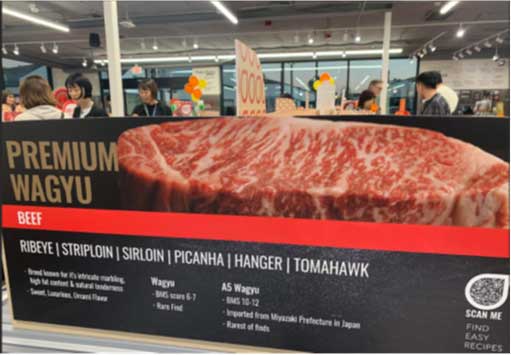 PREMIUM
WAGYU
BEEF
RIBEYE | STRIPLOIN | SIRLOIN | PICANHA | HANGER | TOMAHAWK
- Breed known for it's intricate marbling,
high fat content & natural tenderness
- Sweet, Luxurious, Umami Flavor
Wagyu
- BMS score 6-7
- Rare Find
A5 Wagyu
- BMS 10-12
- Imported from Miyazaki Prefecture in Japan
- Rarest of finds
SCAN ME
FIND
EASY
RECIPES